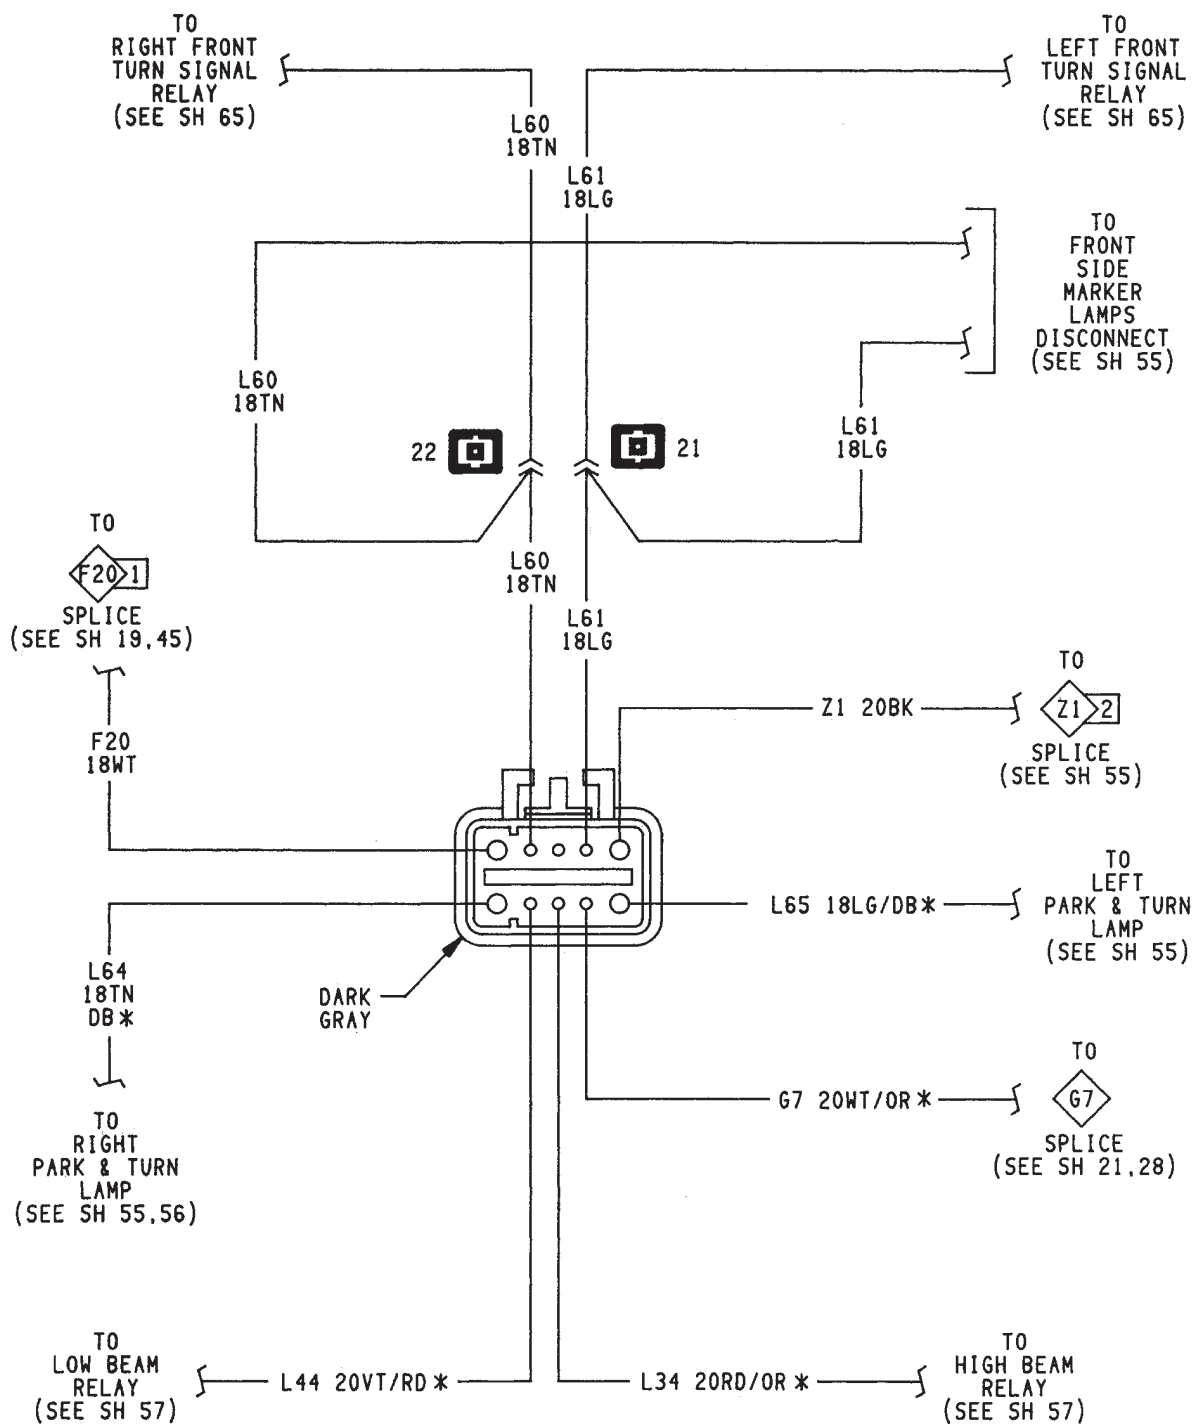 TO
RIGHT FRONT
TURN SIGNAL
RELAY
(SEE SH 65)
TO
LEFT FRONT
TURN SIGNAL
RELAY
(SEE SH 65)
L60
18TN
L61
18LG
TO
FRONT
SIDE
MARKER
LAMPS
DISCONNECT
(SEE SH 55)
L60
18TN
L61
18LG
22
21
TO
F20 1
SPLICE
(SEE SH 19,45)
L60
18TN
L61
18LG
F20
18WT
Z1 20BK
TO
Z1 2
SPLICE
(SEE SH 55)
L65 18LG/DB*
TO
LEFT
PARK & TURN
LAMP
(SEE SH 55)
L64
18TN
DB*
DARK
GRAY
TO
RIGHT
PARK & TURN
LAMP
(SEE SH 55,56)
G7 20WT/OR*
TO
G7
SPLICE
(SEE SH 21,28)
TO
LOW BEAM
RELAY
(SEE SH 57)
L44 20VT/RD*
L34 20RD/OR*
TO
HIGH BEAM
RELAY
(SEE SH 57)